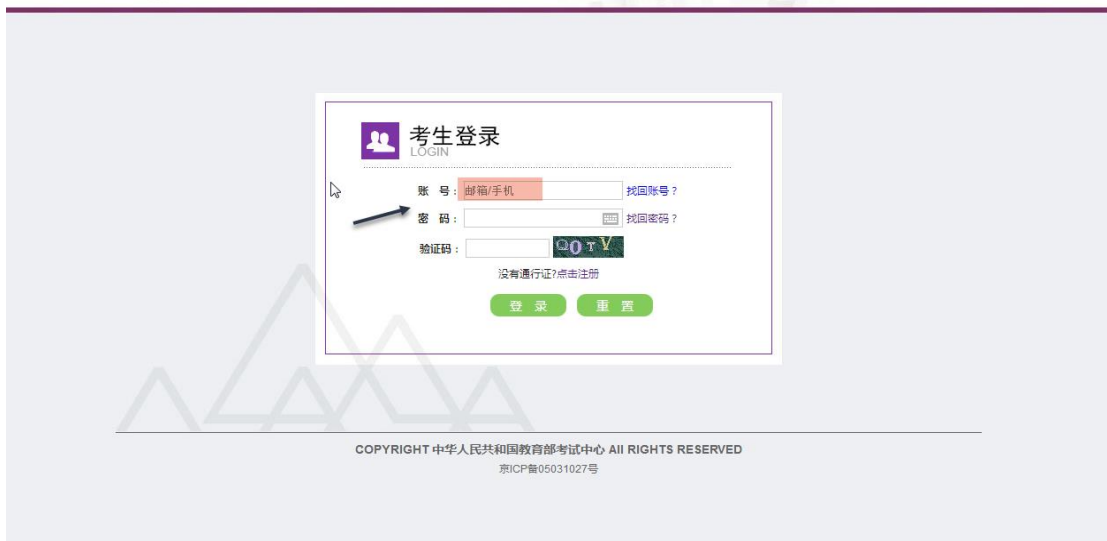 考生登录
LOGIN
账 号： 邮箱/手机 找回账号？
密 码： 找回密码？
验证码： QOTV
没有通行证?点击注册
登 录 重 置
COPYRIGHT 中华人民共和国教育部考试中心 All RIGHTS RESERVED
京ICP备05031027号